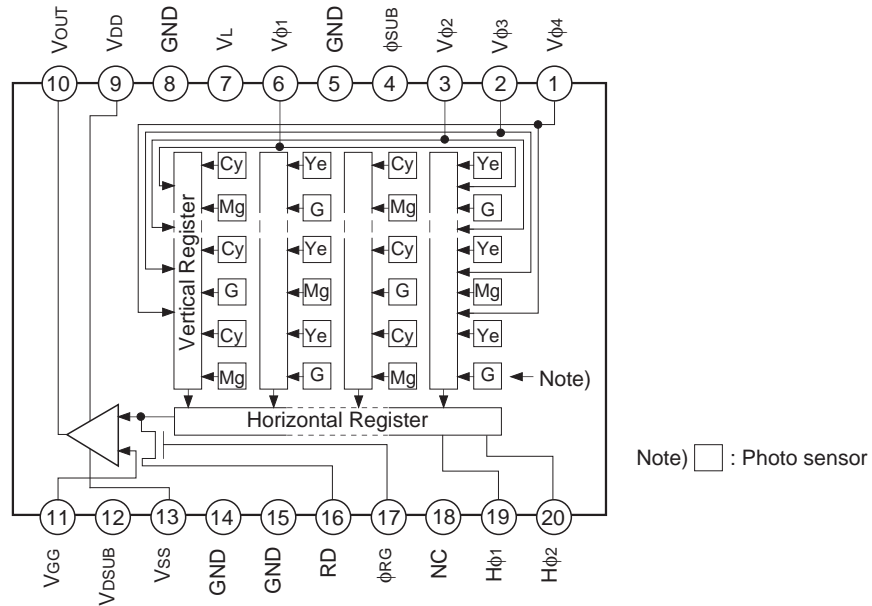 VOUT VDD GND VL Vϕ1 GND ϕSUB Vϕ2 Vϕ3 Vϕ4
10 9 8 7 6 5 4 3 2 1
Vertical Register
Cy Ye Cy Ye
Mg G Mg G
Cy Ye Cy Ye
G Mg G Mg
Cy Ye Cy Ye
Mg G Mg G Note)
Horizontal Register
Note) : Photo sensor
11 12 13 14 15 16 17 18 19 20
VGG VDSUB VSS GND GND RD ϕRG NC Hϕ1 Hϕ2